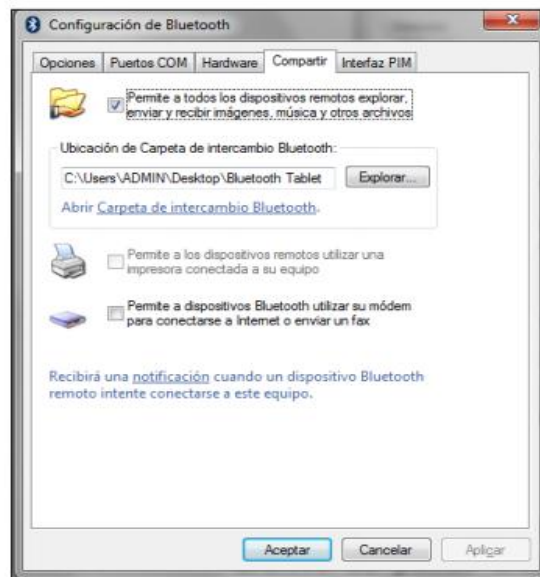 Configuración de Bluetooth
Opciones Puertos COM Hardware Compartir Interfaz PIM
Permite a todos los dispositivos remotos explorar,
enviar y recibir imágenes, música y otros archivos
Ubicación de Carpeta de intercambio Bluetooth:
C:\Users\ADMIN\Desktop\Bluetooth Tablet Explorar...
Abrir Carpeta de intercambio Bluetooth.
Permite a los dispositivos remotos utilizar una
impresora conectada a su equipo
Permite a dispositivos Bluetooth utilizar su módem
para conectarse a Internet o enviar un fax
Recibirá una notificación cuando un dispositivo Bluetooth
remoto intente conectarse a este equipo.
Aceptar Cancelar Aplicar